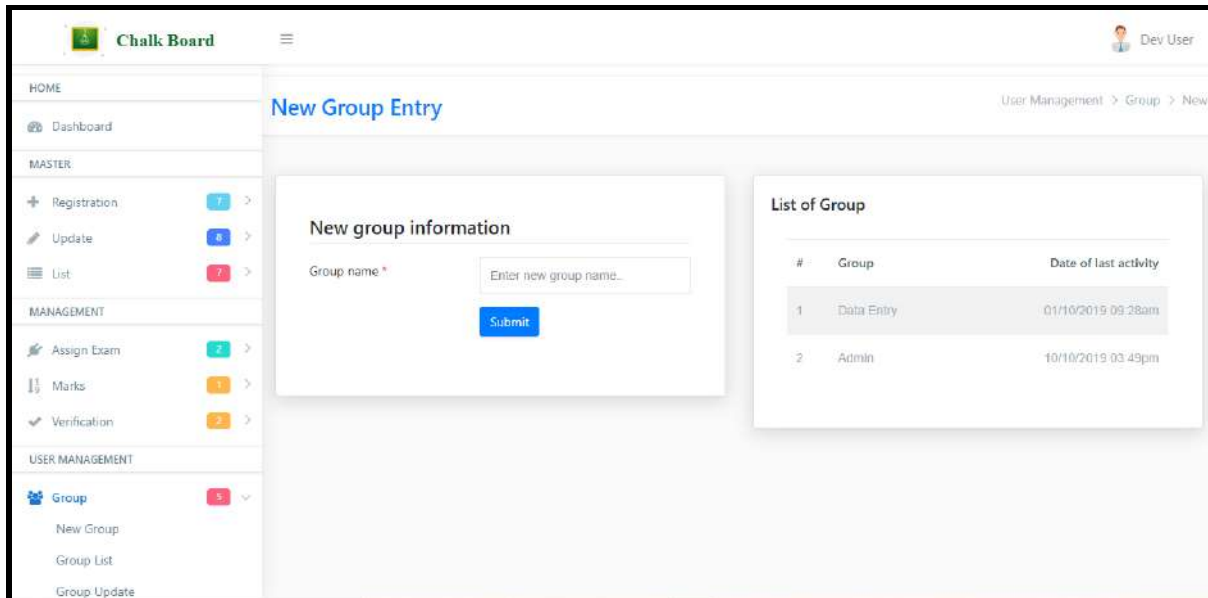 Chalk Board
Dev User
HOME
Dashboard
MASTER
Registration 7
Update 8
List 7
MANAGEMENT
Assign Exam 2
Marks 1
Verification 2
USER MANAGEMENT
Group 5
New Group
Group List
Group Update
New Group Entry
User Management > Group > New
New group information
Group name *
Enter new group name..
Submit
List of Group
# Group Date of last activity
1 Data Entry 01/10/2019 09:28am
2 Admin 10/10/2019 03:49pm